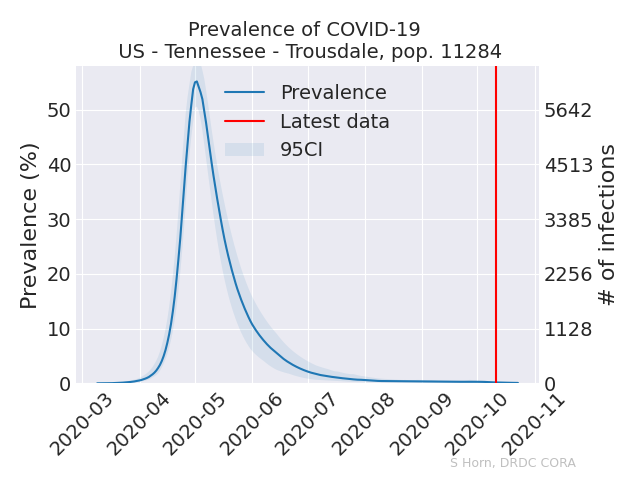 Prevalence of COVID-19
US - Tennessee - Trousdale, pop. 11284
Prevalence
Latest data
95CI
Prevalence (%)
50
40
30
20
10
0
5642
4513
3385
2256
1128
0
# of infections
2020-03
2020-04
2020-05
2020-06
2020-07
2020-08
2020-09
2020-10
2020-11
S Horn, DRDC CORA